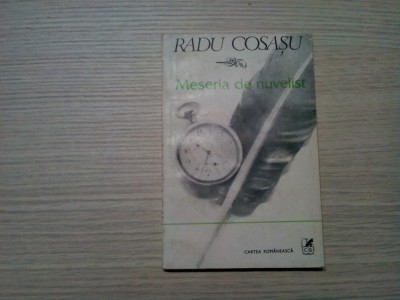 RADU COSAȘU
Meseria de nuvelist
CARTEA ROMÂNEASCĂ